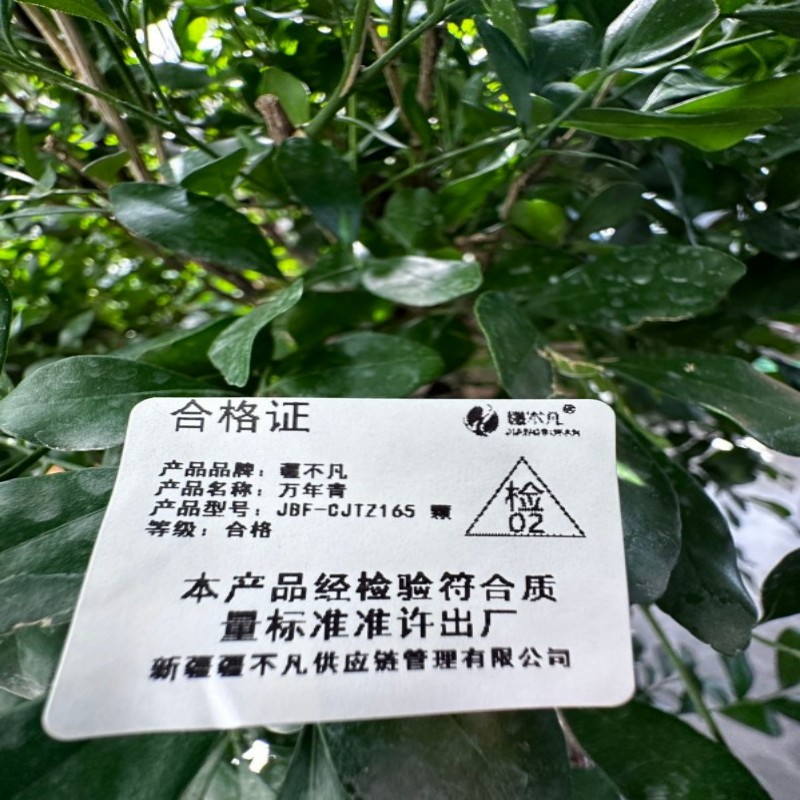 合格证
疆不凡®
产品品牌：疆不凡
产品名称：万年青
产品型号：JBF-CJTZ165 颗
等级：合格
检
02
本产品经检验符合质
量标准准许出厂
新疆疆不凡供应链管理有限公司